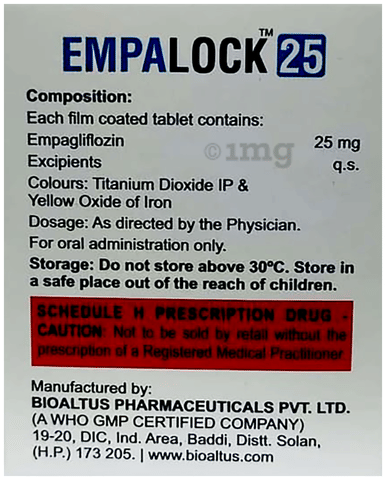 EMPALOCK™ 25
Composition:
Each film coated tablet contains:
Empagliflozin 25 mg
©1mg
Excipients q.s.
Colours: Titanium Dioxide IP &
Yellow Oxide of Iron
Dosage: As directed by the Physician.
For oral administration only.
Storage: Do not store above 30ºC. Store in
a safe place out of the reach of children.
SCHEDULE H PRESCRIPTION DRUG -
CAUTION: Not to be sold by retail without the
prescription of a Registered Medical Practitioner
Manufactured by:
BIOALTUS PHARMACEUTICALS PVT. LTD.
(A WHO GMP CERTIFIED COMPANY)
19-20, DIC, Ind. Area, Baddi, Distt. Solan,
(H.P.) 173 205. | www.bioaltus.com